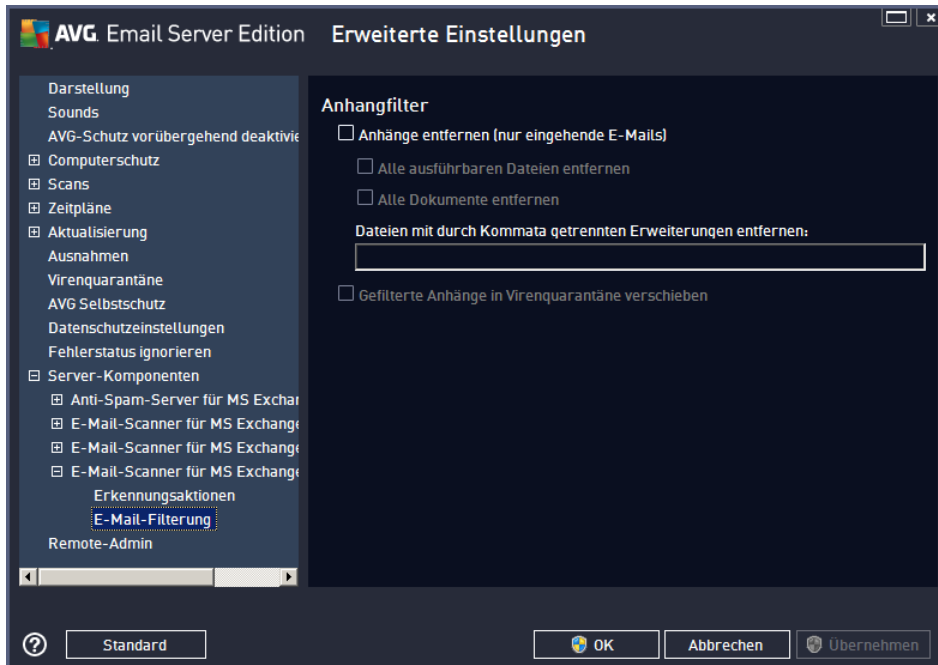 AVG. Email Server Edition Erweiterte Einstellungen
Darstellung
Sounds
AVG-Schutz vorübergehend deaktivie
Computerschutz
Scans
Zeitpläne
Aktualisierung
Ausnahmen
Virenquarantäne
AVG Selbstschutz
Datenschutzeinstellungen
Fehlerstatus ignorieren
Server-Komponenten
Anti-Spam-Server für MS Exchan
E-Mail-Scanner für MS Exchange
E-Mail-Scanner für MS Exchange
E-Mail-Scanner für MS Exchange
Erkennungsaktionen
E-Mail-Filterung
Remote-Admin
Anhangfilter
Anhänge entfernen (nur eingehende E-Mails)
Alle ausführbaren Dateien entfernen
Alle Dokumente entfernen
Dateien mit durch Kommata getrennten Erweiterungen entfernen:
Gefilterte Anhänge in Virenquarantäne verschieben
? Standard OK Abbrechen Übernehmen